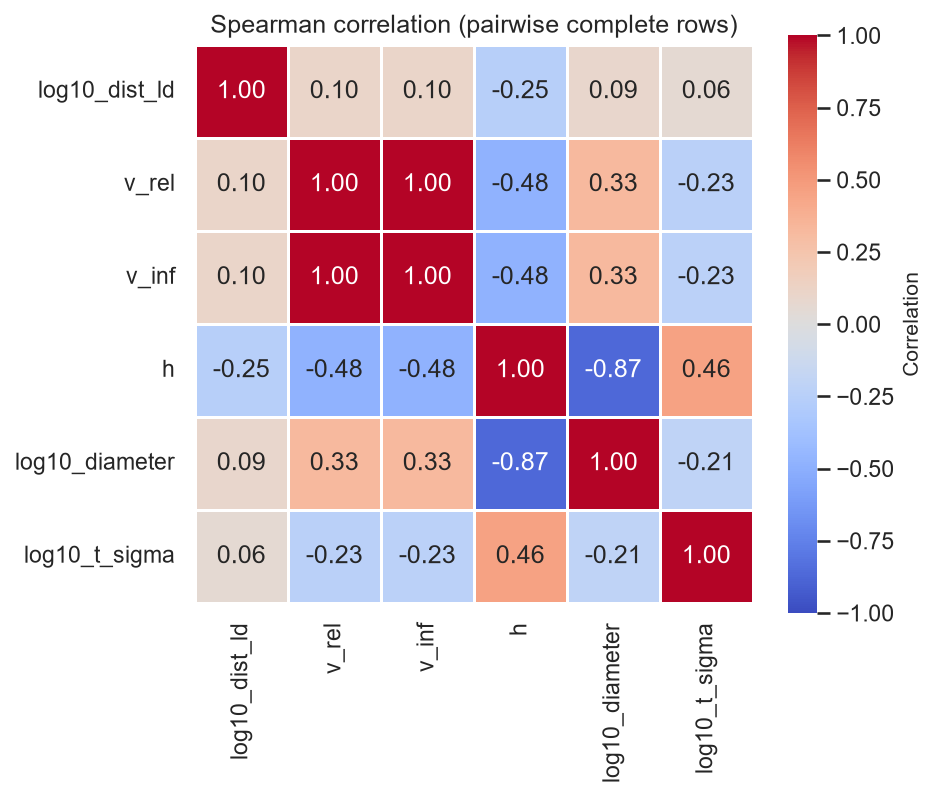 Spearman correlation (pairwise complete rows)
log10_dist_ld 1.00 0.10 0.10 -0.25 0.09 0.06
v_rel 0.10 1.00 1.00 -0.48 0.33 -0.23
v_inf 0.10 1.00 1.00 -0.48 0.33 -0.23
h -0.25 -0.48 -0.48 1.00 -0.87 0.46
log10_diameter 0.09 0.33 0.33 -0.87 1.00 -0.21
log10_t_sigma 0.06 -0.23 -0.23 0.46 -0.21 1.00
log10_dist_ld
v_rel
v_inf
h
log10_diameter
log10_t_sigma
1.00
0.75
0.50
0.25
0.00
−0.25
−0.50
−0.75
−1.00
Correlation